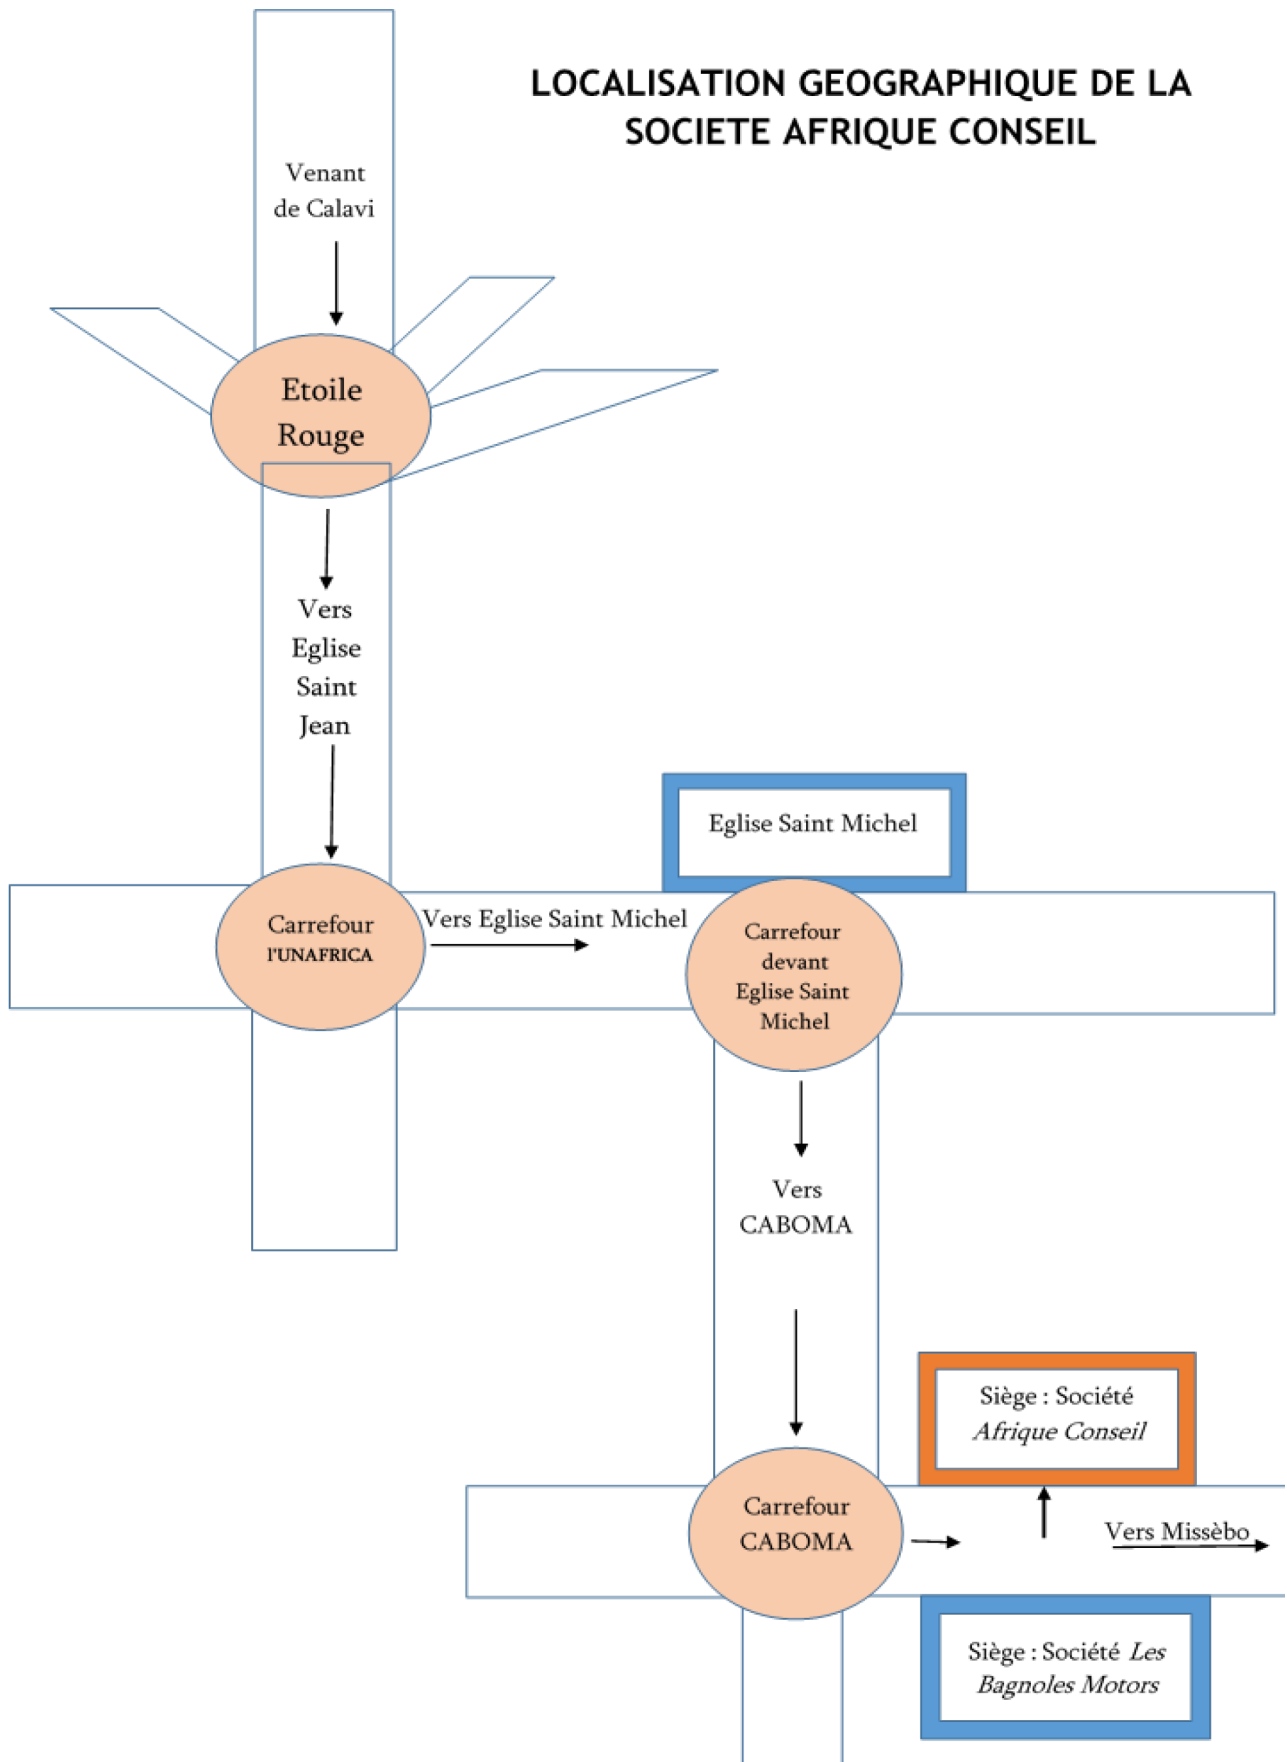 LOCALISATION GEOGRAPHIQUE DE LA
SOCIETE AFRIQUE CONSEIL
Venant
de Calavi
Etoile
Rouge
Vers
Eglise
Saint
Jean
Eglise Saint Michel
Carrefour
l'UNAFRICA
Vers Eglise Saint Michel
Carrefour
devant
Eglise Saint
Michel
Vers
CABOMA
Siège : Société
Afrique Conseil
Carrefour
CABOMA
Vers Missèbo
Siège : Société Les
Bagnoles Motors